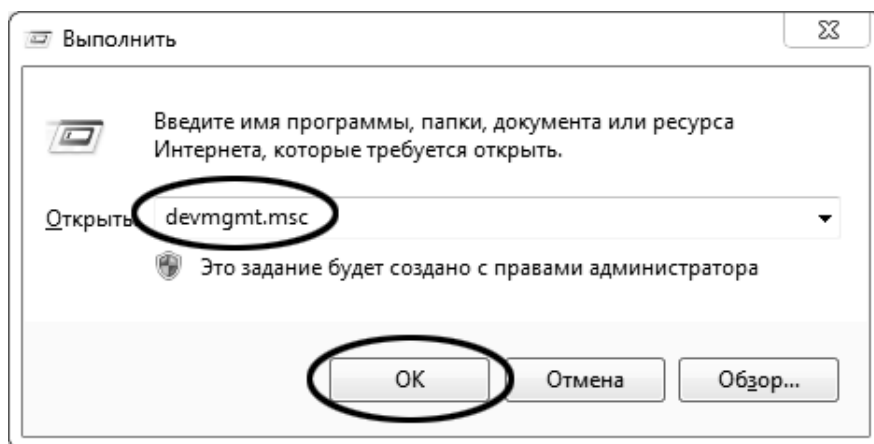 Выполнить
Введите имя программы, папки, документа или ресурса
Интернета, которые требуется открыть.
Открыть devmgmt.msc
Это задание будет создано с правами администратора
OK Отмена Обзор...